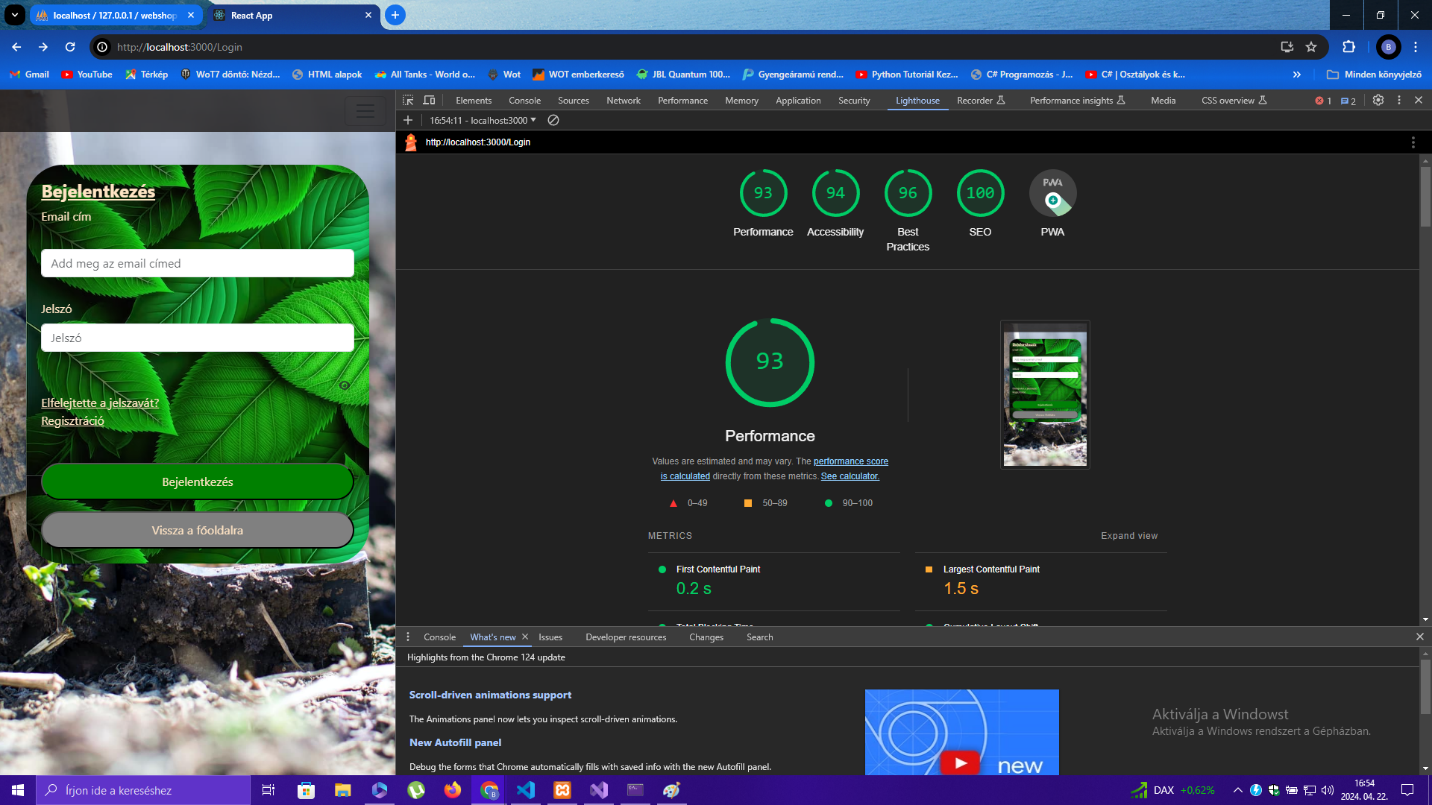 localhost / 127.0.0.1 / webshop
React App
http://localhost:3000/Login
Gmail
YouTube
Térkép
WoT7 döntő: Nézd...
HTML alapok
All Tanks - World o...
Wot
WOT emberkereső
JBL Quantum 100...
Gyengeáramú rend...
Python Tutoriál Kez...
C# Programozás - J...
C# | Osztályok és k...
»
Minden könyvjelző
Bejelentkezés
Email cím
Add meg az email címed
Jelszó
Jelszó
Elfelejtette a jelszavát?
Regisztráció
Bejelentkezés
Vissza a főoldalra
Elements
Console
Sources
Network
Performance
Memory
Application
Security
Lighthouse
Recorder
Performance insights
Media
CSS overview
1
2
16:54:11 - localhost:3000
http://localhost:3000/Login
93
94
96
100
PWA
Performance
Accessibility
Best
Practices
SEO
PWA
93
Performance
Values are estimated and may vary. The performance score
is calculated directly from these metrics. See calculator.
0–49
50–89
90–100
METRICS
Expand view
First Contentful Paint
0.2 s
Largest Contentful Paint
1.5 s
Total Blocking Time
Cumulative Layout Shift
Console
What's new
Issues
Developer resources
Changes
Search
Highlights from the Chrome 124 update
Scroll-driven animations support
The Animations panel now lets you inspect scroll-driven animations.
New Autofill panel
Debug the forms that Chrome automatically fills with saved info with the new Autofill panel.
new
Aktiválja a Windowst
Aktiválja a Windows rendszert a Gépházban.
Írjon ide a kereséshez
DAX +0,62%
16:54
2024. 04. 22.